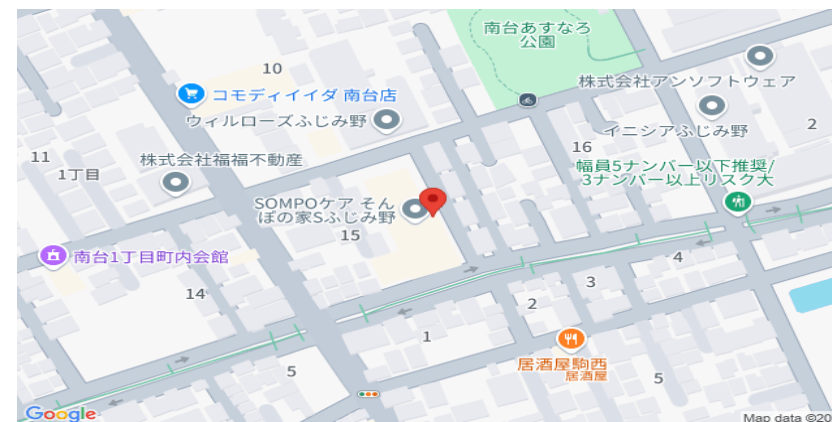 南台あすなろ
公園
10
コモディイイダ 南台店
株式会社アンソフトウェア
ウィルローズふじみ野
イニシアふじみ野
2
11
1丁目
株式会社福福不動産
16
幅員5ナンバー以下推奨/
3ナンバー以上リスク大
SOMPOケア そん
ぽの家Sふじみ野
15
南台1丁目町内会館
14
4
3
2
1
居酒屋駒西
居酒屋
5
5
Google
Map data ©20